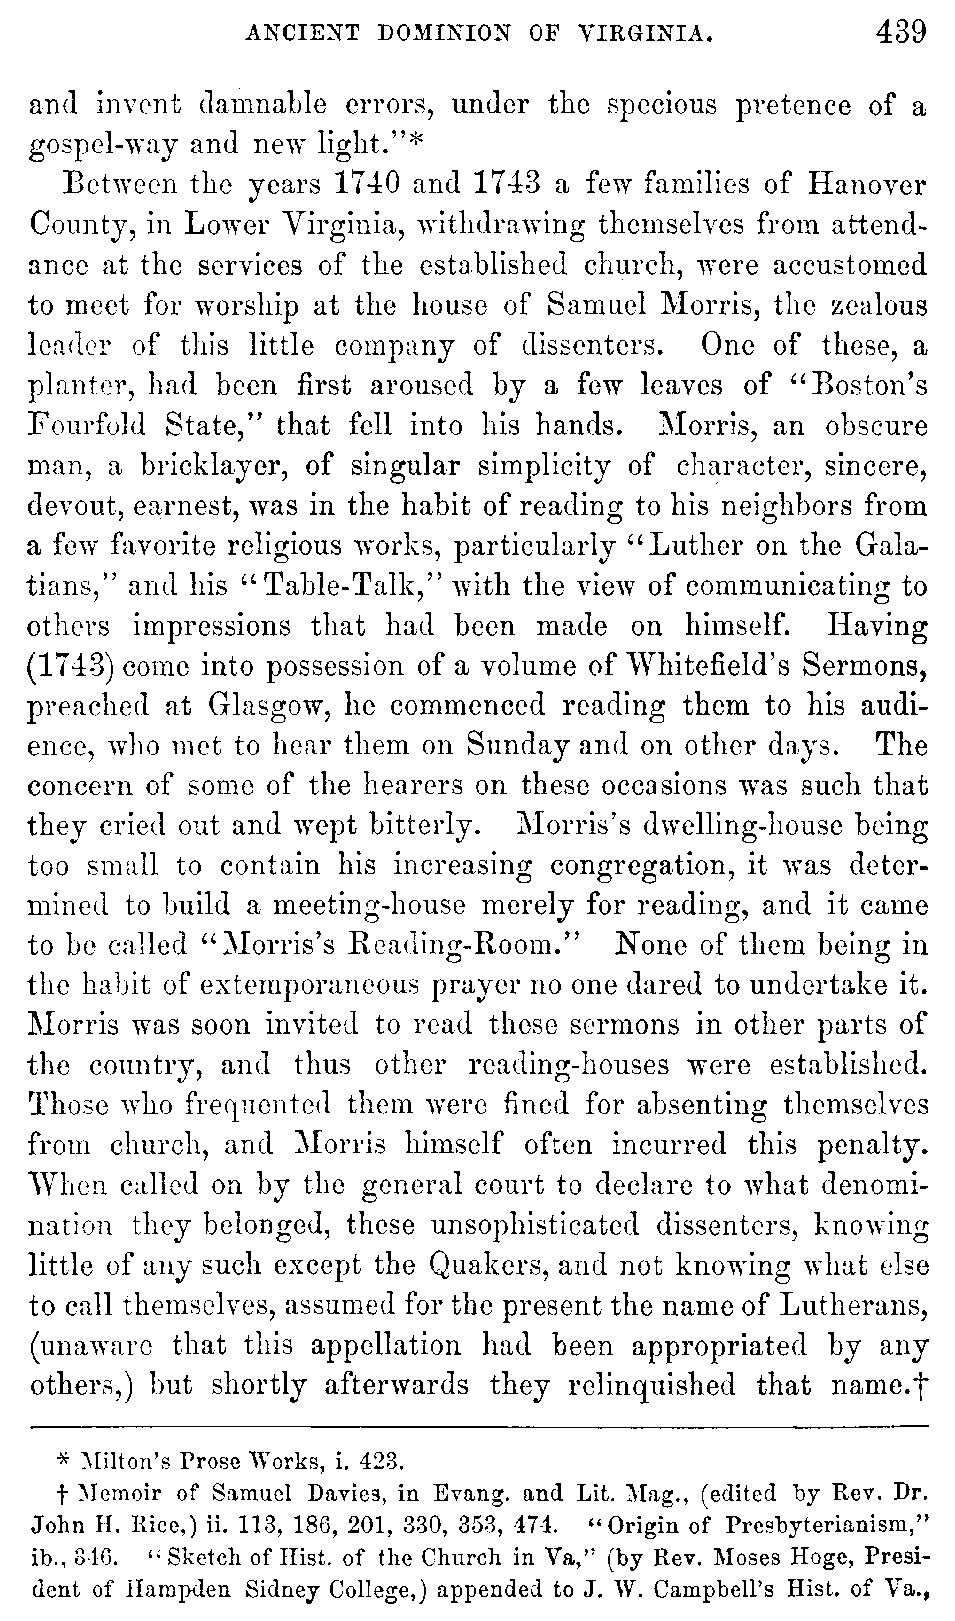 ANCIENT DOMINION OF VIRGINIA. 439
and invent damnable errors, under the specious pretence of a
gospel-way and new light."*
Between the years 1740 and 1743 a few families of Hanover
County, in Lower Virginia, withdrawing themselves from attend-
ance at the services of the established church, were accustomed
to meet for worship at the house of Samuel Morris, the zealous
leader of this little company of dissenters. One of these, a
planter, had been first aroused by a few leaves of "Boston's
Fourfold State," that fell into his hands. Morris, an obscure
man, a bricklayer, of singular simplicity of character, sincere,
devout, earnest, was in the habit of reading to his neighbors from
a few favorite religious works, particularly "Luther on the Gala-
tians," and his "Table-Talk," with the view of communicating to
others impressions that had been made on himself. Having
(1743) come into possession of a volume of Whitefield's Sermons,
preached at Glasgow, he commenced reading them to his audi-
ence, who met to hear them on Sunday and on other days. The
concern of some of the hearers on these occasions was such that
they cried out and wept bitterly. Morris's dwelling-house being
too small to contain his increasing congregation, it was deter-
mined to build a meeting-house merely for reading, and it came
to be called "Morris's Reading-Room." None of them being in
the habit of extemporaneous prayer no one dared to undertake it.
Morris was soon invited to read these sermons in other parts of
the country, and thus other reading-houses were established.
Those who frequented them were fined for absenting themselves
from church, and Morris himself often incurred this penalty.
When called on by the general court to declare to what denomi-
nation they belonged, these unsophisticated dissenters, knowing
little of any such except the Quakers, and not knowing what else
to call themselves, assumed for the present the name of Lutherans,
(unaware that this appellation had been appropriated by any
others,) but shortly afterwards they relinquished that name.†
* Milton's Prose Works, i. 423.
† Memoir of Samuel Davies, in Evang. and Lit. Mag., (edited by Rev. Dr.
John H. Rice,) ii. 113, 186, 201, 330, 353, 474. "Origin of Presbyterianism,"
ib., 346. "Sketch of Hist. of the Church in Va," (by Rev. Moses Hoge, Presi-
dent of Hampden Sidney College,) appended to J. W. Campbell's Hist. of Va.,